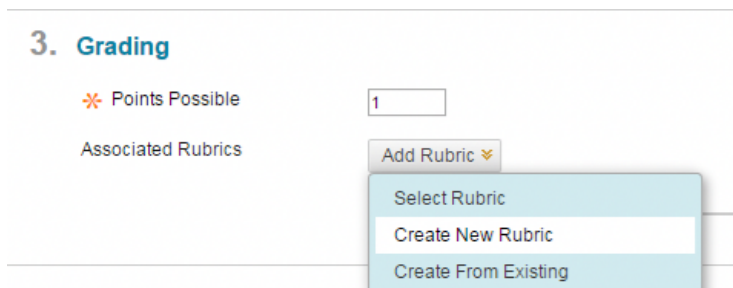 3. Grading
Points Possible 1
Associated Rubrics Add Rubric
Select Rubric
Create New Rubric
Create From Existing